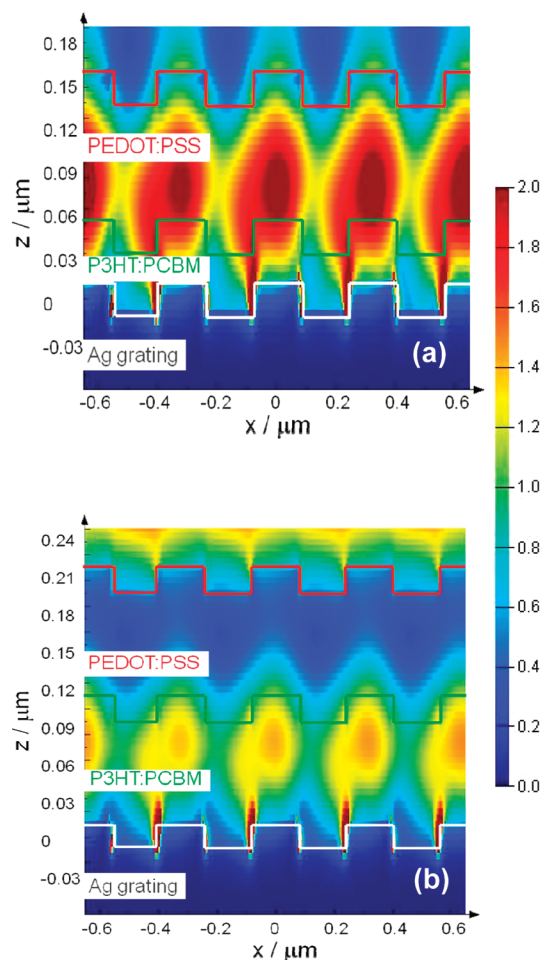 0.18
0.15
0.12
PEDOT:PSS
0.09
z / μm
0.06
P3HT:PCBM
0.03
0
Ag grating
-0.03
(a)
-0.6 -0.4 -0.2 0 0.2 0.4 0.6
x / μm
2.0
1.8
1.6
1.4
1.2
1.0
0.8
0.6
0.4
0.2
0.0
0.24
0.21
0.18
0.15
PEDOT:PSS
0.12
z / μm
0.09
0.06
P3HT:PCBM
0.03
0
-0.03
Ag grating
(b)
-0.6 -0.4 -0.2 0 0.2 0.4 0.6
x / μm